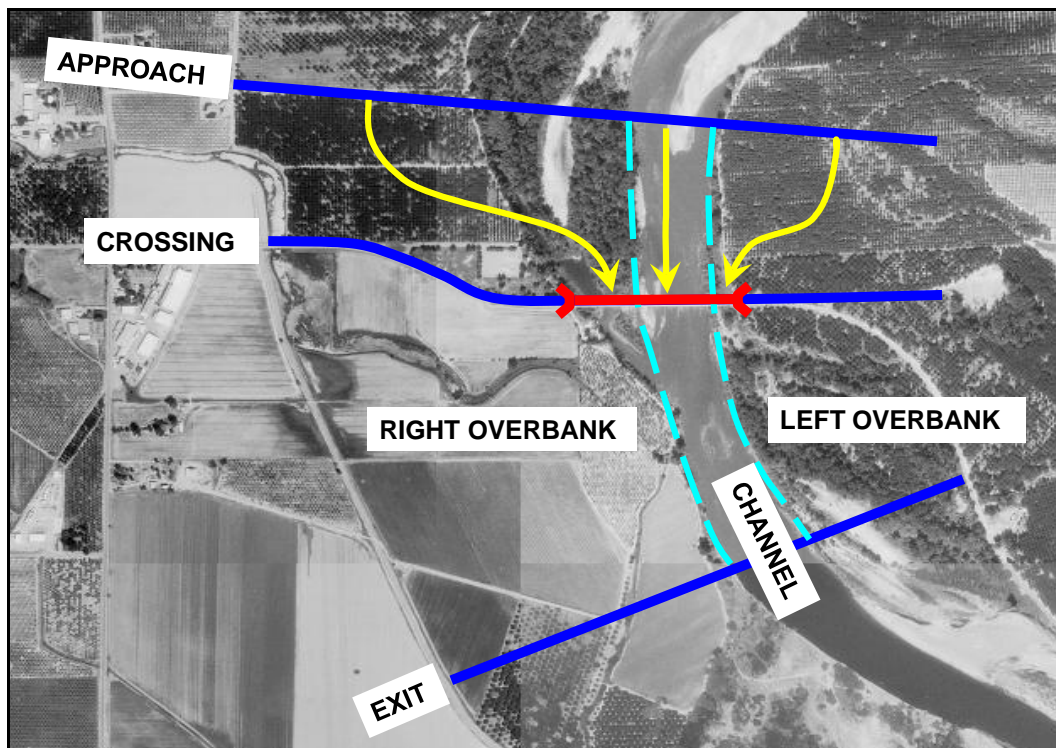 APPROACH
CROSSING
RIGHT OVERBANK
LEFT OVERBANK
CHANNEL
EXIT